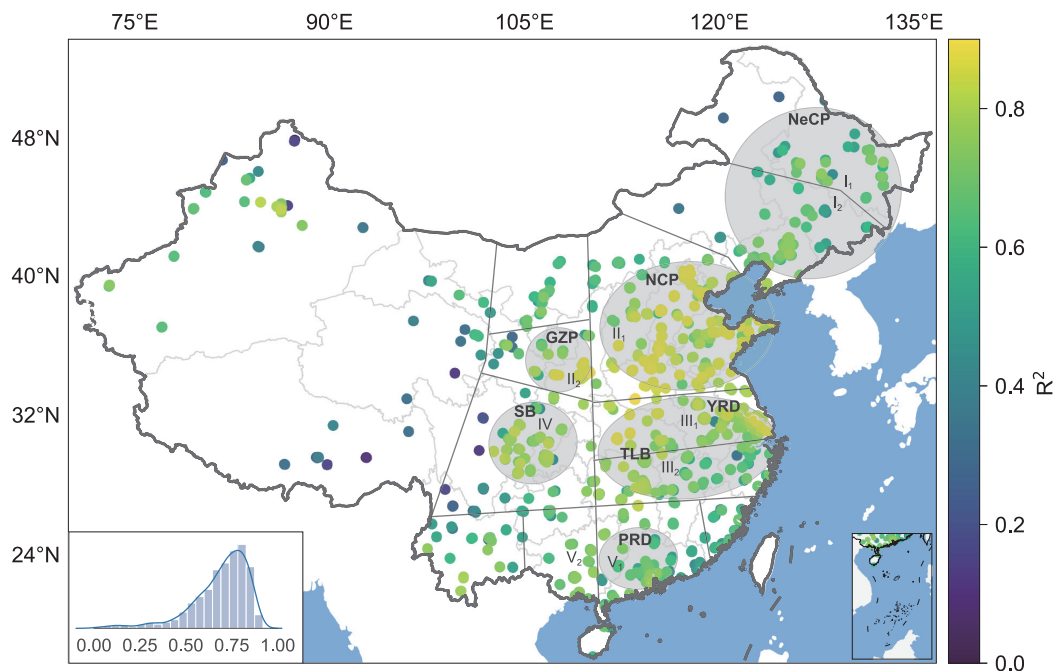 75°E 90°E 105°E 120°E 135°E
48°N
40°N
32°N
24°N
NeCP
I₁
I₂
NCP
II₁
GZP
II₂
SB
IV
YRD
III₁
TLB
III₂
PRD
V₂
V₁
0.00 0.25 0.50 0.75 1.00
0.8
0.6
0.4
0.2
0.0
R²